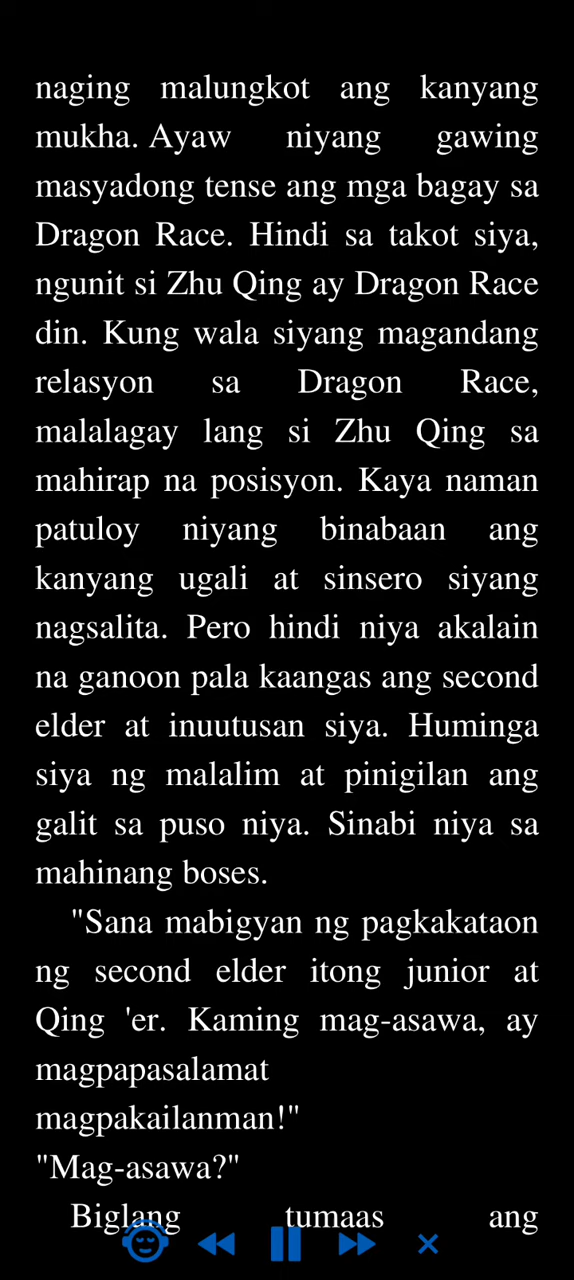 naging malungkot ang kanyang
mukha. Ayaw niyang gawing
masyadong tense ang mga bagay sa
Dragon Race. Hindi sa takot siya,
ngunit si Zhu Qing ay Dragon Race
din. Kung wala siyang magandang
relasyon sa Dragon Race,
malalagay lang si Zhu Qing sa
mahirap na posisyon. Kaya naman
patuloy niyang binabaan ang
kanyang ugali at sinsero siyang
nagsalita. Pero hindi niya akalain
na ganoon pala kaangas ang second
elder at inuutusan siya. Huminga
siya ng malalim at pinigilan ang
galit sa puso niya. Sinabi niya sa
mahinang boses.
"Sana mabigyan ng pagkakataon
ng second elder itong junior at
Qing 'er. Kaming mag-asawa, ay
magpapasalamat
magpakailanman!"
"Mag-asawa?"
Biglang tumaas ang